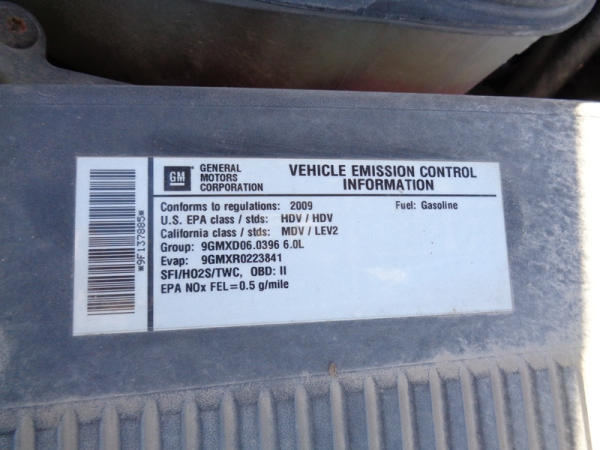 GM
GENERAL
MOTORS
CORPORATION
VEHICLE EMISSION CONTROL
INFORMATION
Conforms to regulations: 2009 Fuel: Gasoline
U.S. EPA class / stds: HDV / HDV
California class / stds: MDV / LEV2
Group: 9GMXD06.0396 6.0L
Evap: 9GMXR0223841
SFI/HO2S/TWC, OBD: II
EPA NOx FEL=0.5 g/mile
*9F137885*